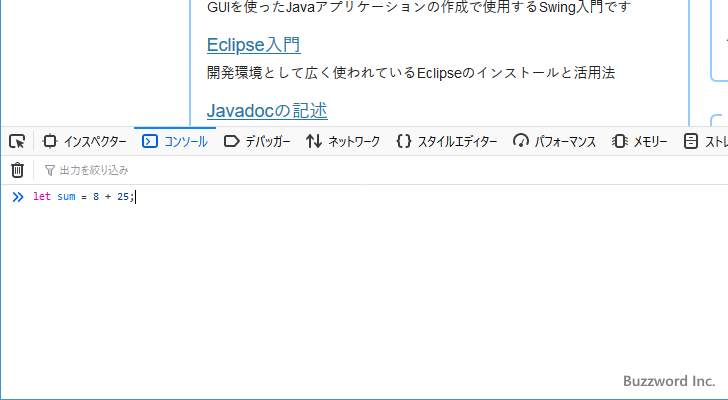 GUIを使ったJavaアプリケーションの作成で使用するSwing入門です
Eclipse入門
開発環境として広く使われているEclipseのインストールと活用法
Javadocの記述
インスペクター コンソール デバッガー ネットワーク スタイルエディター パフォーマンス メモリー ストレ
出力を絞り込み
let sum = 8 + 25;
Buzzword Inc.